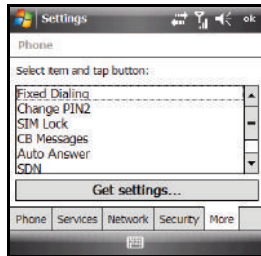 Settings ok
Phone
Select item and tap button:
Fixed Dialing
Change PIN2
SIM Lock
CB Messages
Auto Answer
SDN
Get settings...
Phone Services Network Security More